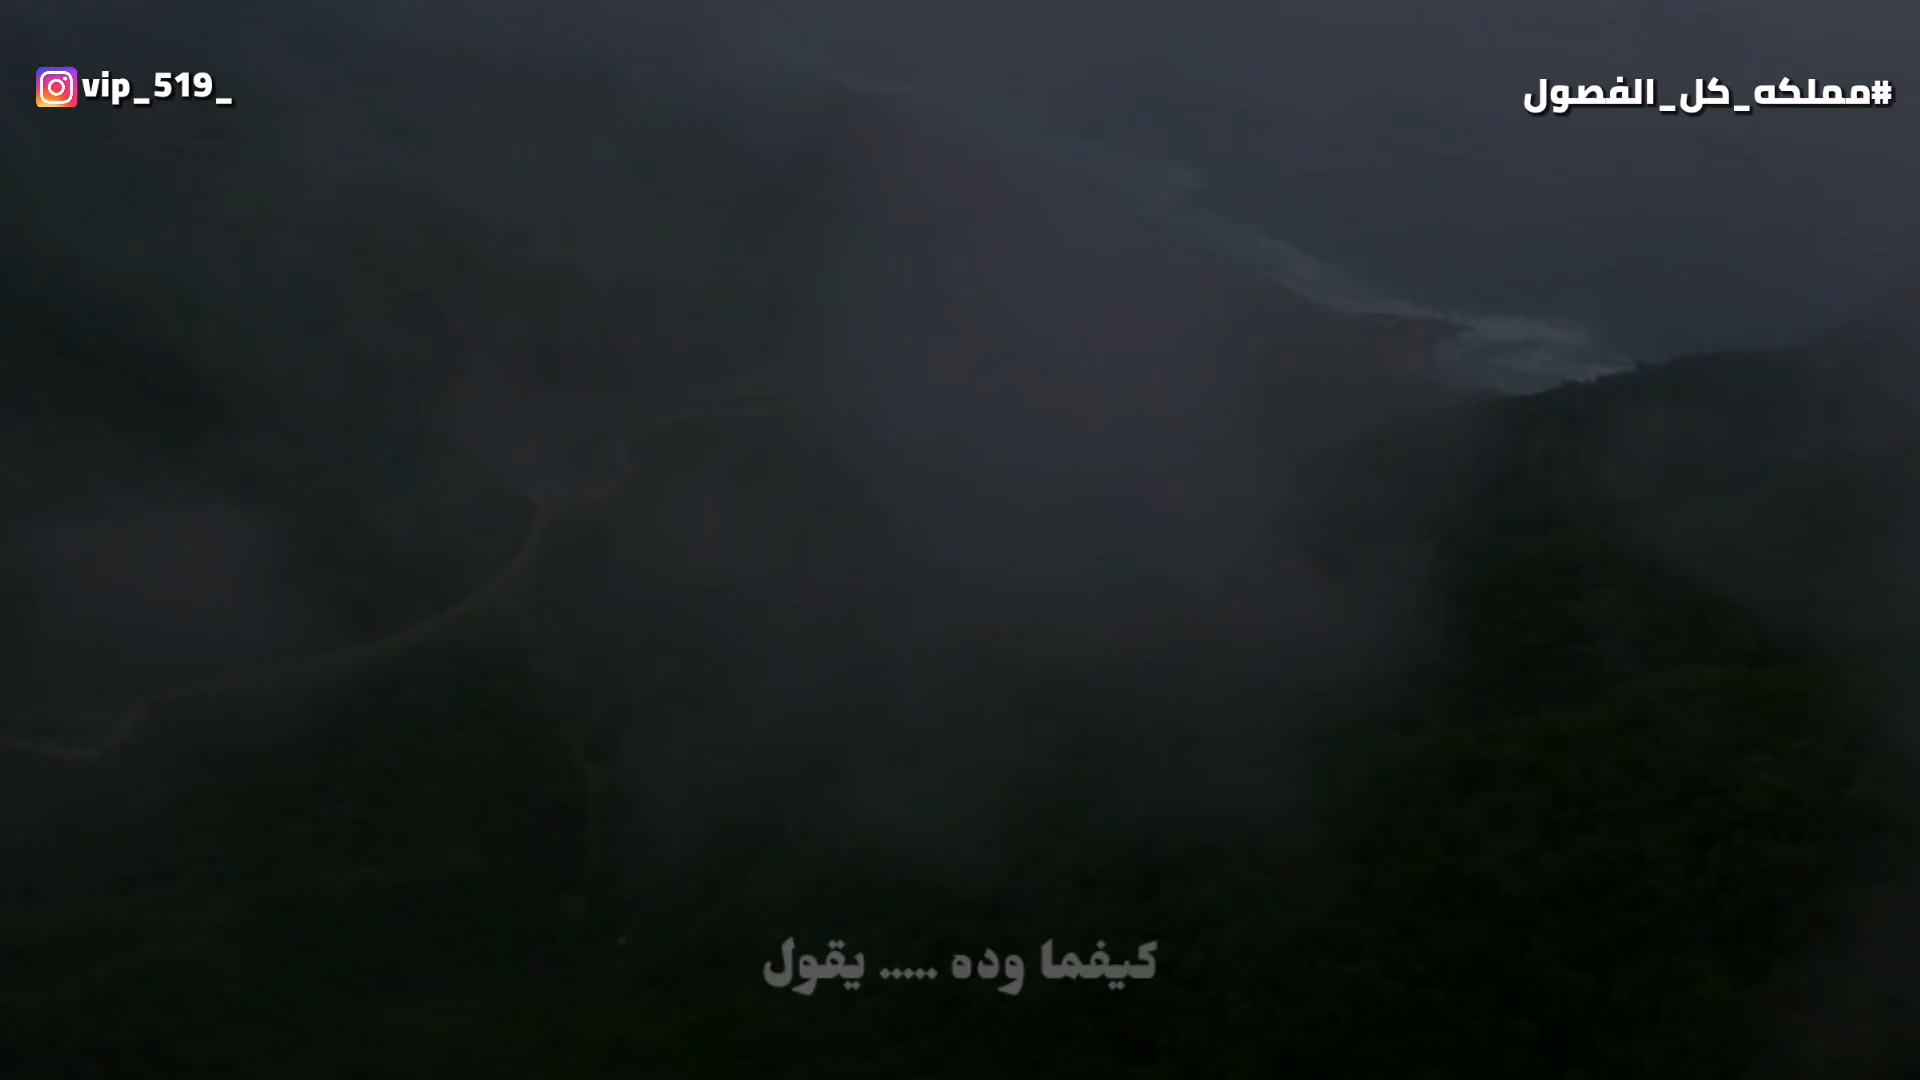 vip_519_
#مملكه_كل_الفصول
كيفما وده ..... يقول